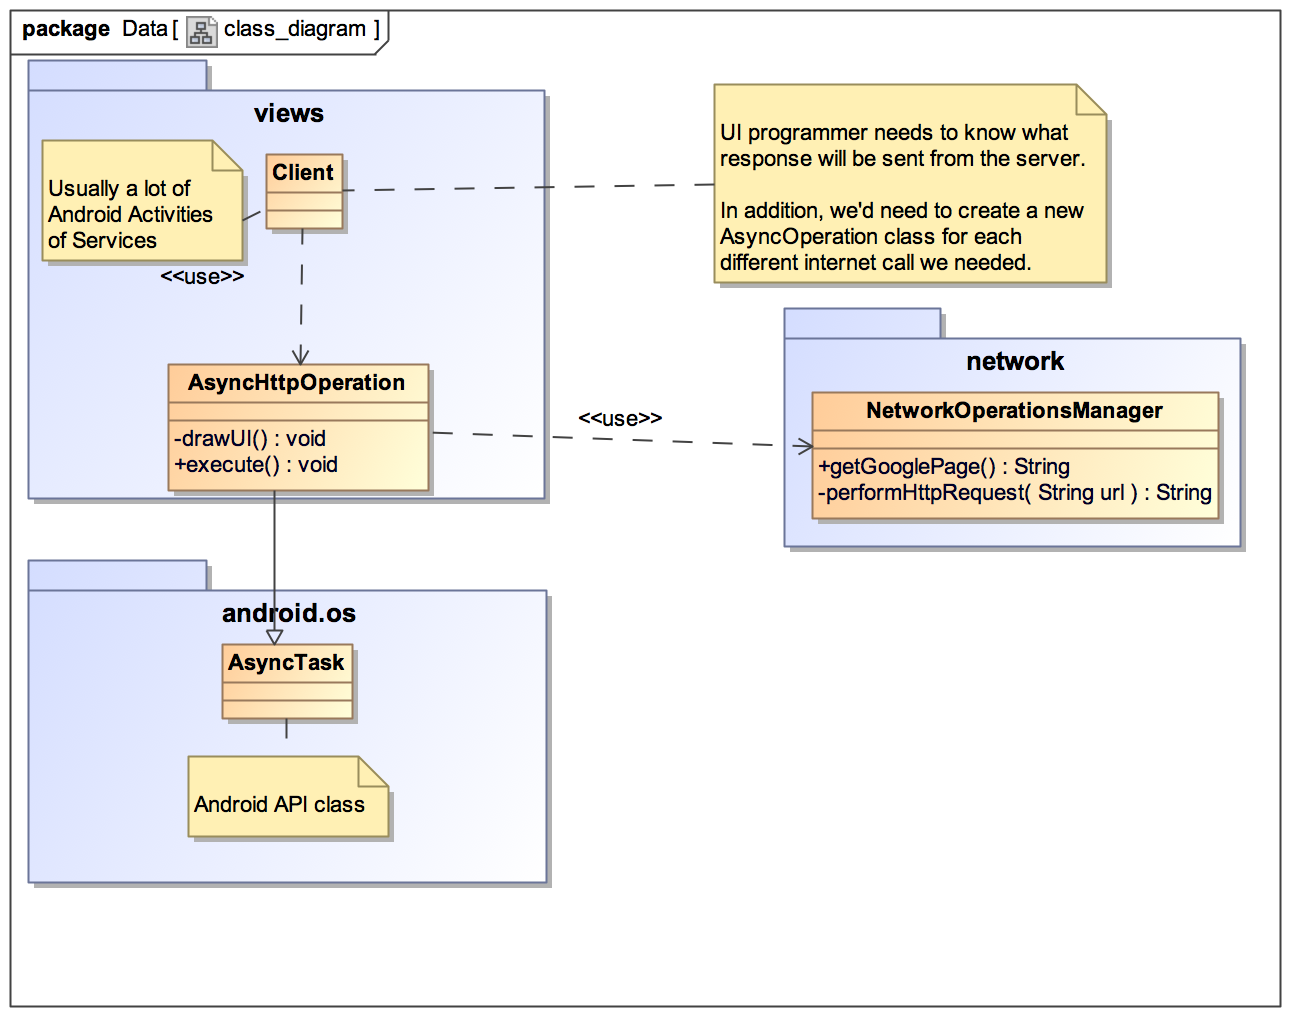 package Data [ class_diagram ]
views
Usually a lot of
Android Activities
of Services
Client
<<use>>
UI programmer needs to know what
response will be sent from the server.
In addition, we'd need to create a new
AsyncOperation class for each
different internet call we needed.
AsyncHttpOperation
-drawUI() : void
+execute() : void
<<use>>
network
NetworkOperationsManager
+getGooglePage() : String
-performHttpRequest( String url ) : String
android.os
AsyncTask
Android API class